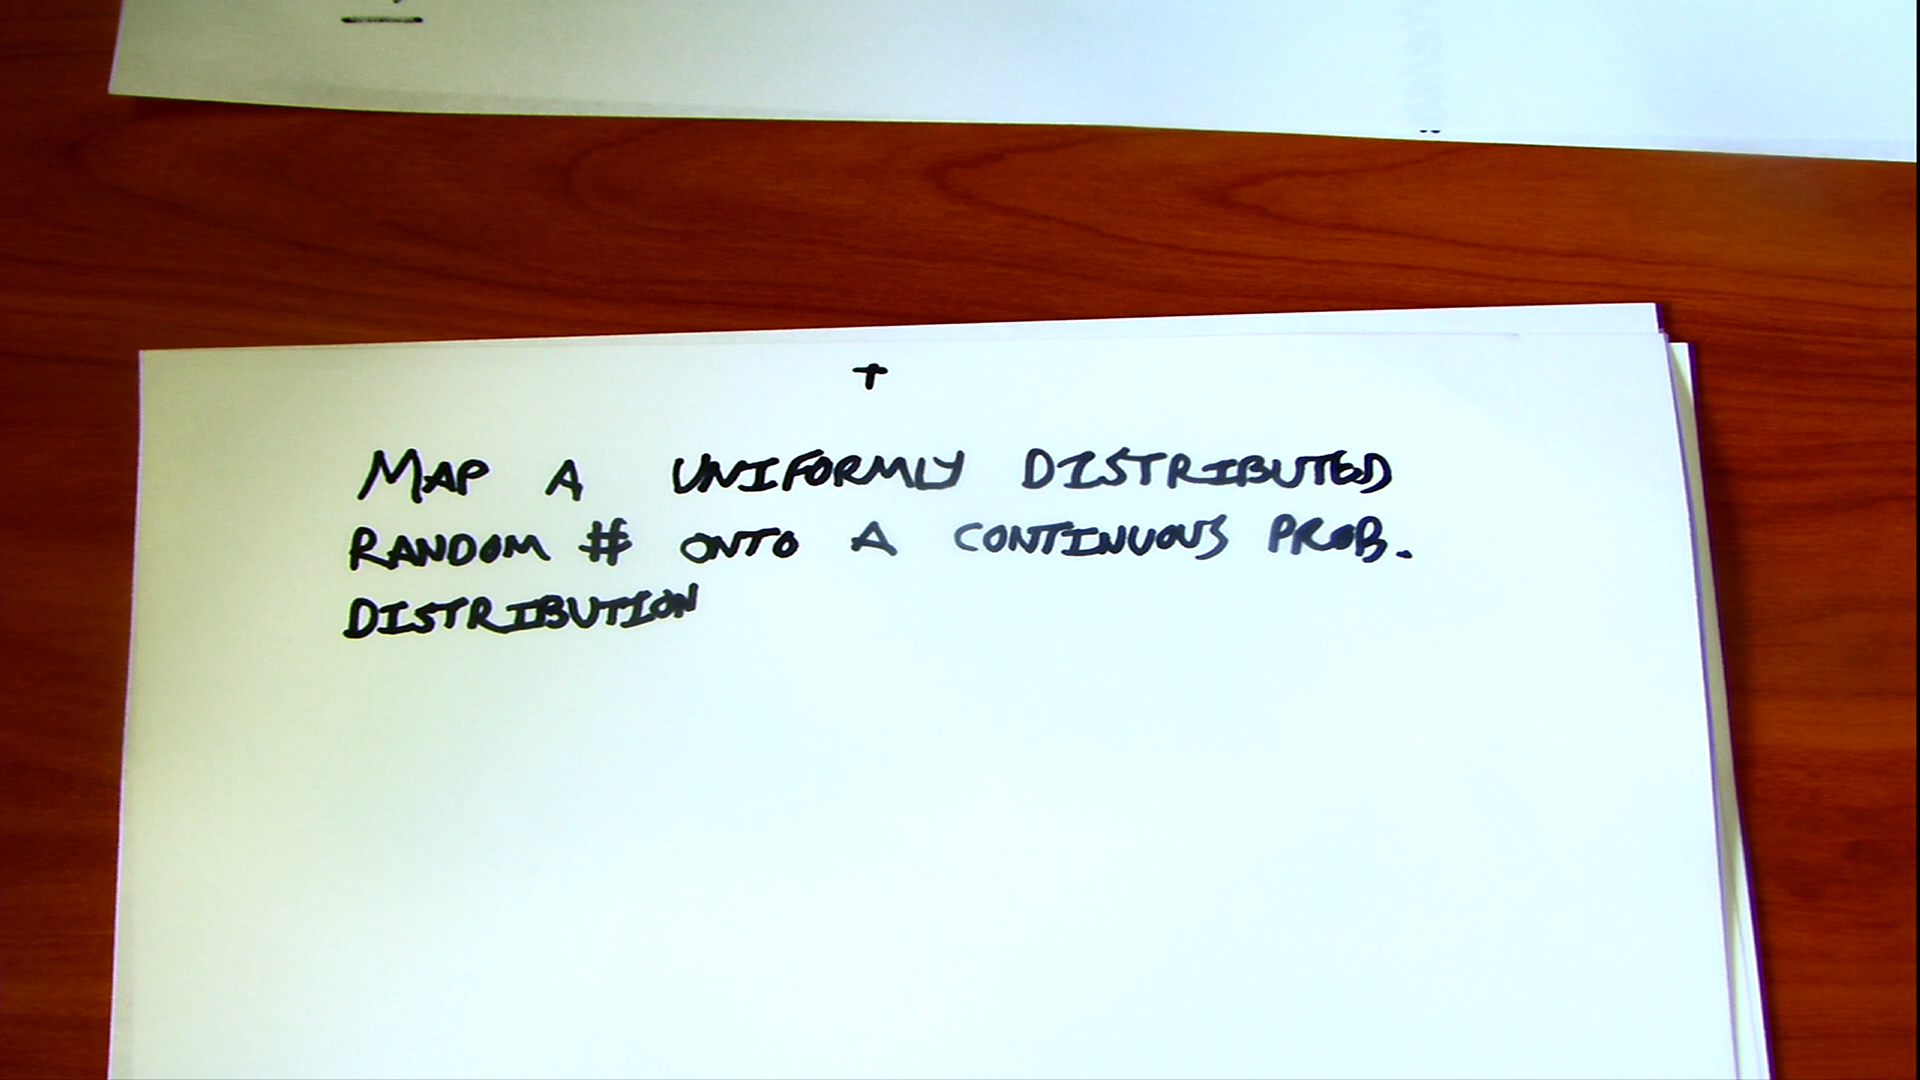 MAP A UNIFORMLY DISTRIBUTED
RANDOM # ONTO A CONTINUOUS PROB.
DISTRIBUTION